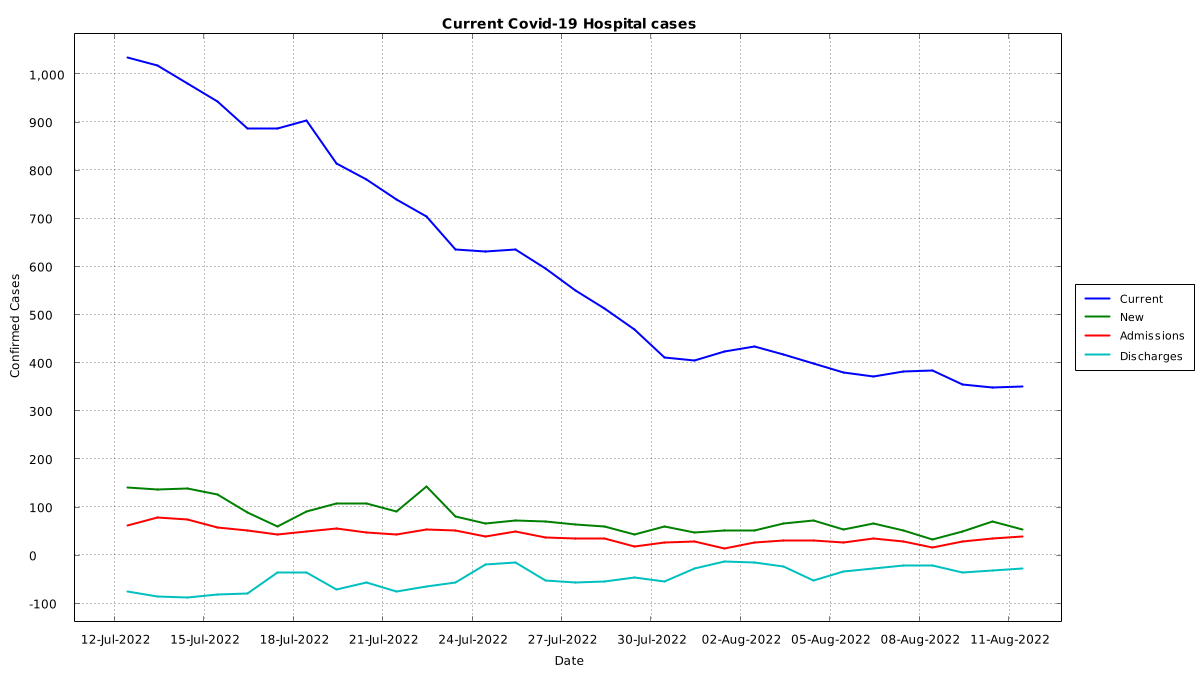 Current Covid-19 Hospital cases
1,000
900
800
700
600
500
400
300
200
100
0
-100
Confirmed Cases
12-Jul-2022 15-Jul-2022 18-Jul-2022 21-Jul-2022 24-Jul-2022 27-Jul-2022 30-Jul-2022 02-Aug-2022 05-Aug-2022 08-Aug-2022 11-Aug-2022
Date
Current
New
Admissions
Discharges